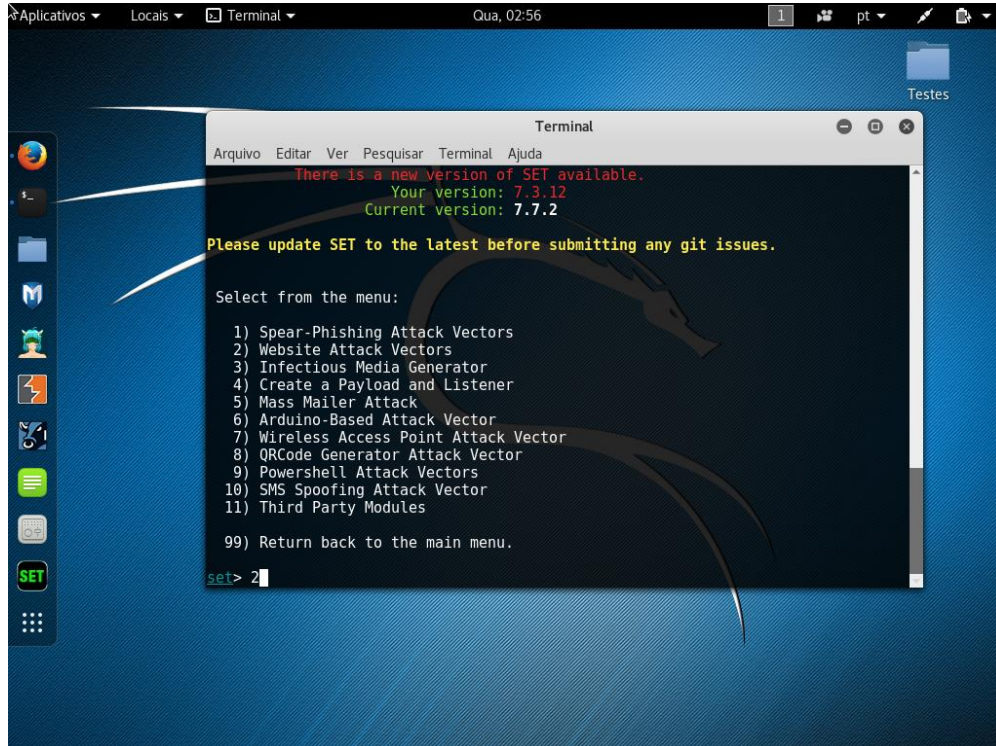 Aplicativos Locais Terminal Qua, 02:56 1 pt
Testes
Terminal
Arquivo Editar Ver Pesquisar Terminal Ajuda
There is a new version of SET available.
Your version: 7.3.12
Current version: 7.7.2
Please update SET to the latest before submitting any git issues.
Select from the menu:
1) Spear-Phishing Attack Vectors
2) Website Attack Vectors
3) Infectious Media Generator
4) Create a Payload and Listener
5) Mass Mailer Attack
6) Arduino-Based Attack Vector
7) Wireless Access Point Attack Vector
8) QRCode Generator Attack Vector
9) Powershell Attack Vectors
10) SMS Spoofing Attack Vector
11) Third Party Modules
99) Return back to the main menu.
set> 2
$_
M
SET